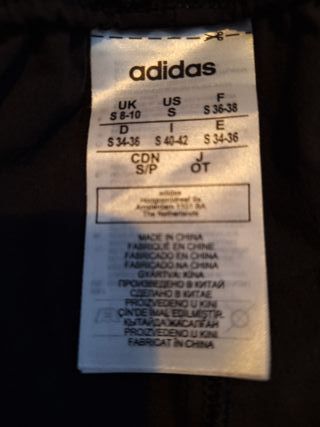 adidas
UK US F
S 8-10 S S 36-38
D I E
S 34-36 S 40-42 S 34-36
CDN J
S/P OT
adidas
Hoogoorddreef 9a
Amsterdam 1101 BA
The Netherlands
MADE IN CHINA
FABRIQUÉ EN CHINE
FABRICADO EN CHINA
FABRICADO NA CHINA
GYÁRTVA: KÍNA
ПРОИЗВЕДЕНО В КИТАЙ
СДЕЛАНО В КИТАЕ
PROIZVEDENO U KINI
ÇİN'DE İMAL EDİLMİŞTİR.
ҚЫТАЙДА ЖАСАЛҒАН
PROIZVEDENO U KINI
FABRICAT ÎN CHINA